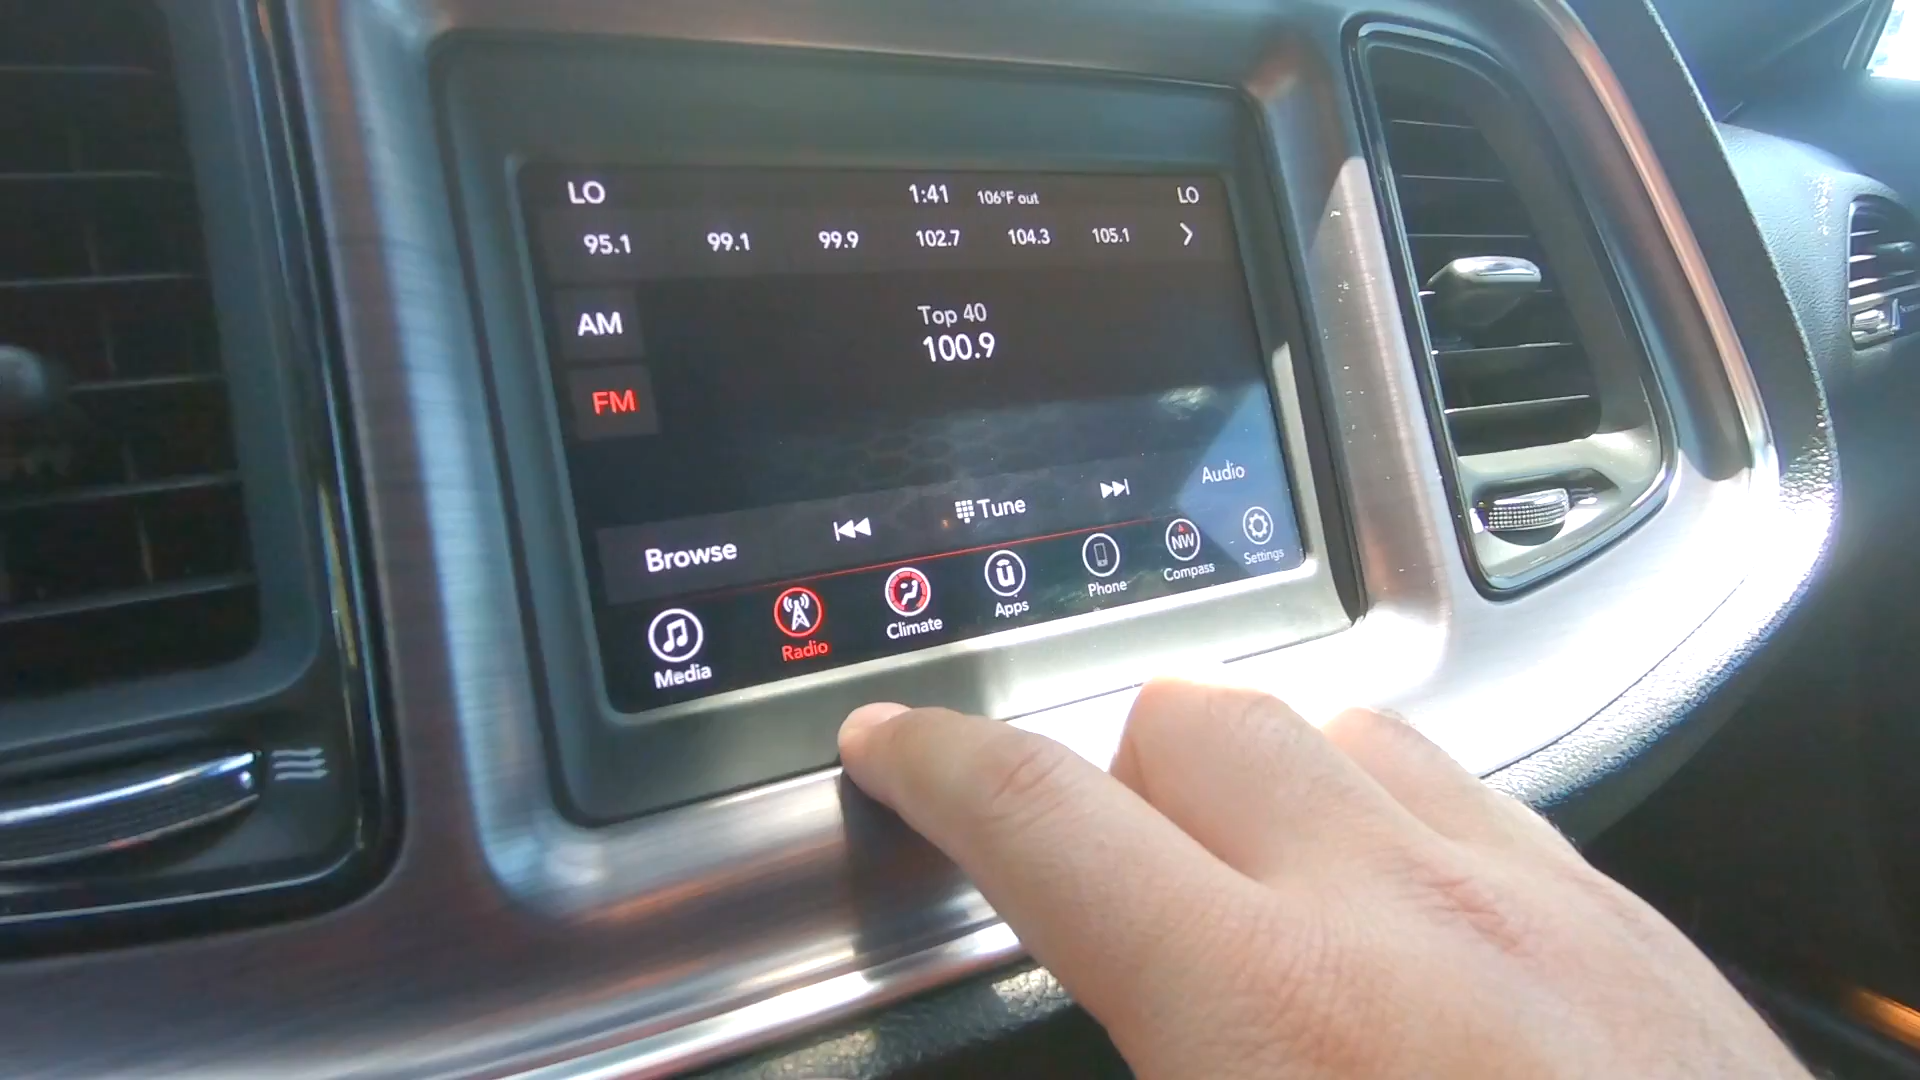 LO 1:41 106°F out LO
95.1 99.1 99.9 102.7 104.3 105.1
AM
Top 40
100.9
FM
Browse Tune Audio
Media Radio Climate Apps Phone NW Compass Settings